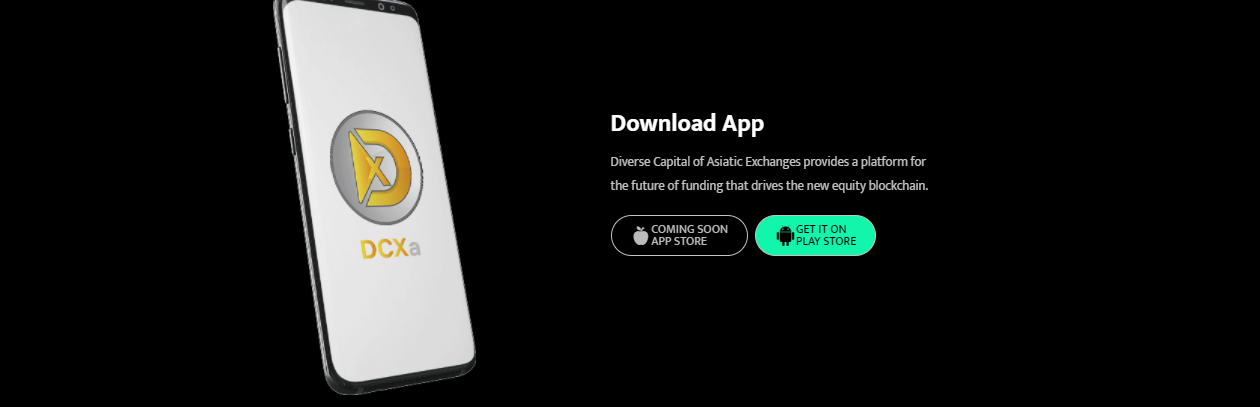 DCXa
Download App
Diverse Capital of Asiatic Exchanges provides a platform for
the future of funding that drives the new equity blockchain.
COMING SOON
APP STORE
GET IT ON
PLAY STORE